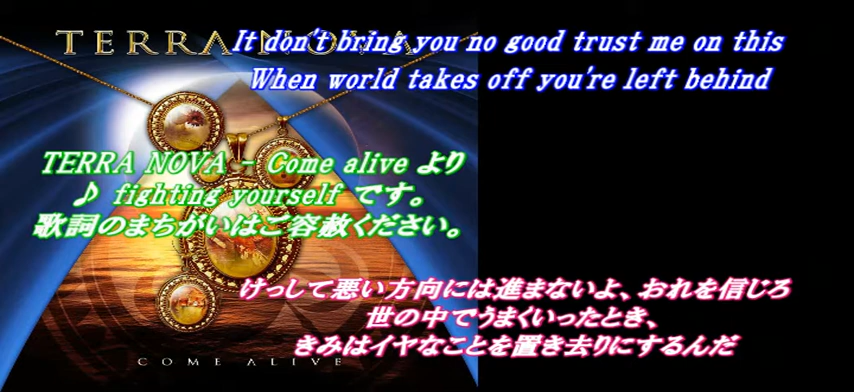 TERRA NOVA
It don't bring you no good trust me on this
When world takes off you're left behind
TERRA NOVA - Come alive より
♪ fighting yourself です。
歌詞のまちがいはご容赦ください。
けっして悪い方向には進まないよ、おれを信じろ
世の中でうまくいったとき、
きみはイヤなことを置き去りにするんだ
COME ALIVE